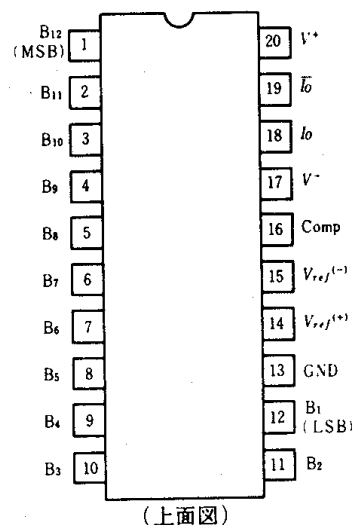 B₁₂ (MSB) 1
B₁₁ 2
B₁₀ 3
B₉ 4
B₈ 5
B₇ 6
B₆ 7
B₅ 8
B₄ 9
B₃ 10
20 V⁺
19 I̅o̅
18 Io
17 V⁻
16 Comp
15 Vref⁽⁻⁾
14 Vref⁽⁺⁾
13 GND
12 B₁ (LSB)
11 B₂
(上面図)